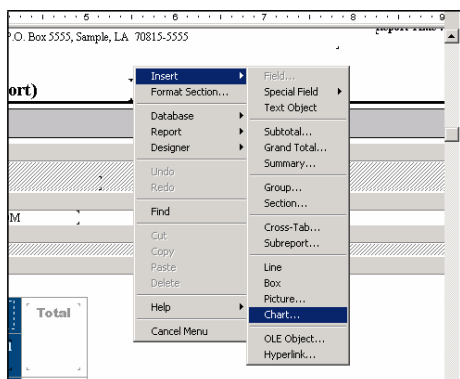 5 6 7 8 9
P.O. Box 5555, Sample, LA 70815-5555
ort)
Insert
Format Section...
Database
Report
Designer
Undo
Redo
Find
Cut
Copy
Paste
Delete
Help
Cancel Menu
Field...
Special Field
Text Object
Subtotal...
Grand Total...
Summary...
Group...
Section...
Cross-Tab...
Subreport...
Line
Box
Picture...
Chart...
OLE Object...
Hyperlink...
M
Total